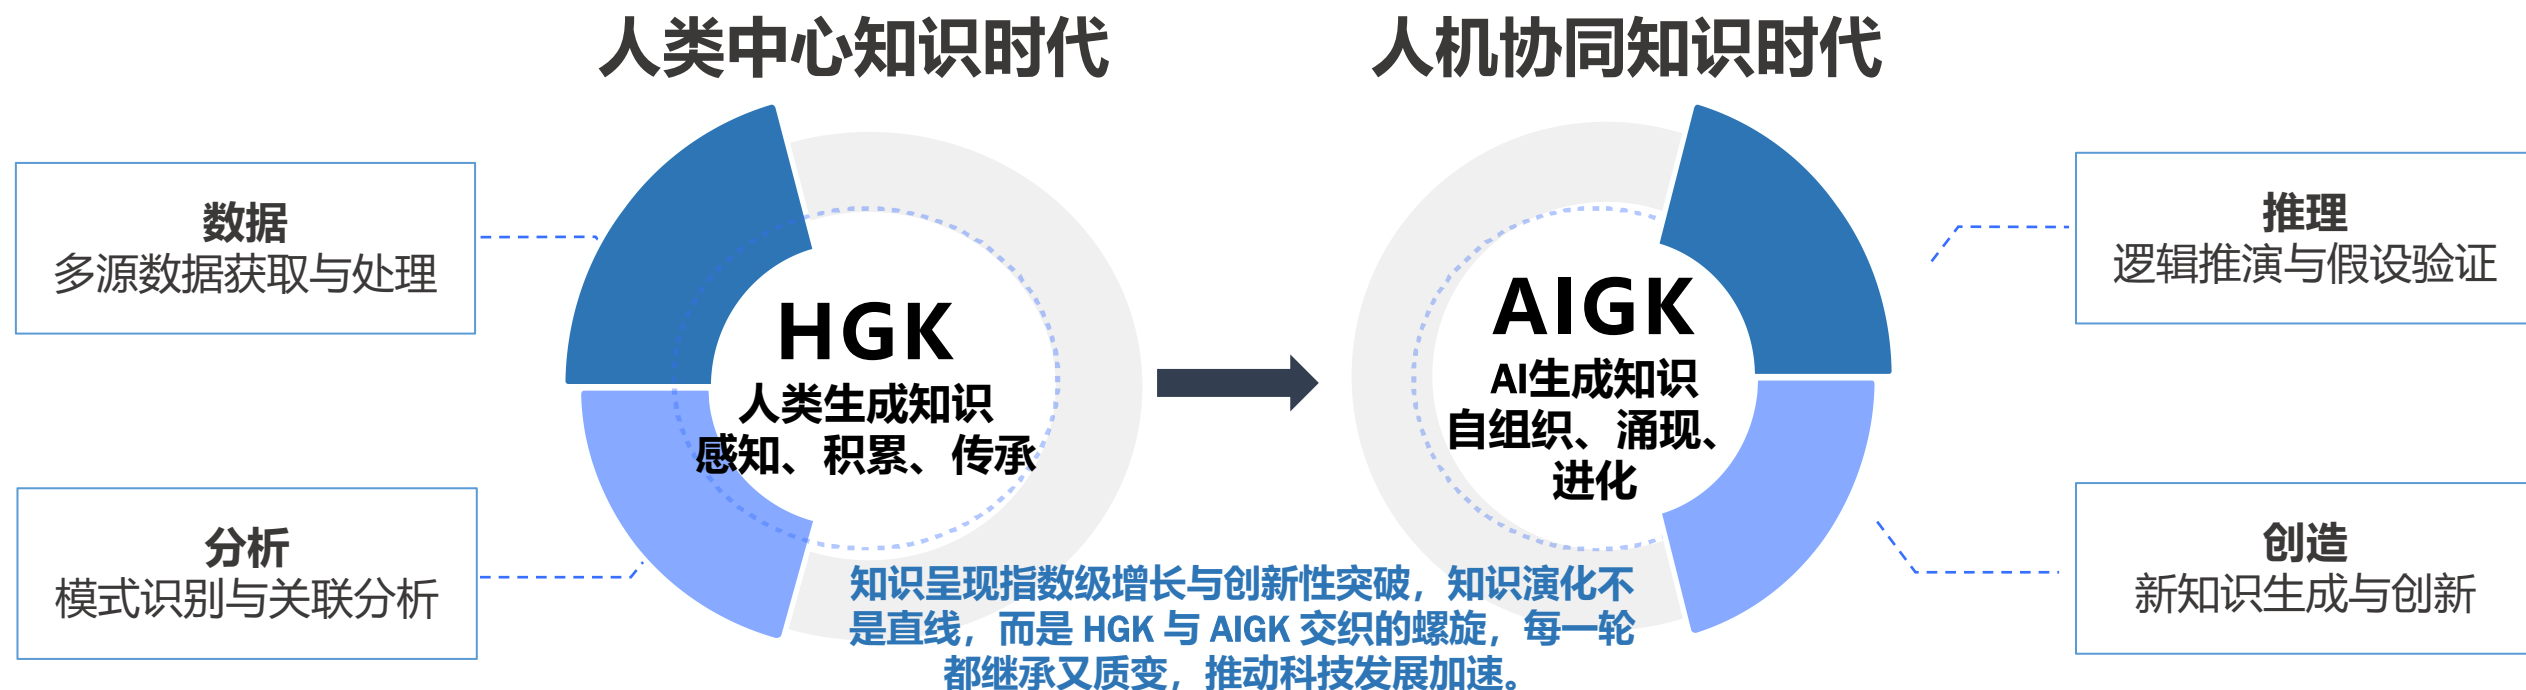 人类中心知识时代
人机协同知识时代
数据
多源数据获取与处理
分析
模式识别与关联分析
HGK
人类生成知识
感知、积累、传承
AIGK
AI生成知识
自组织、涌现、
进化
推理
逻辑推演与假设验证
创造
新知识生成与创新
知识呈现指数级增长与创新性突破，知识演化不
是直线，而是 HGK 与 AIGK 交织的螺旋，每一轮
都继承又质变，推动科技发展加速。